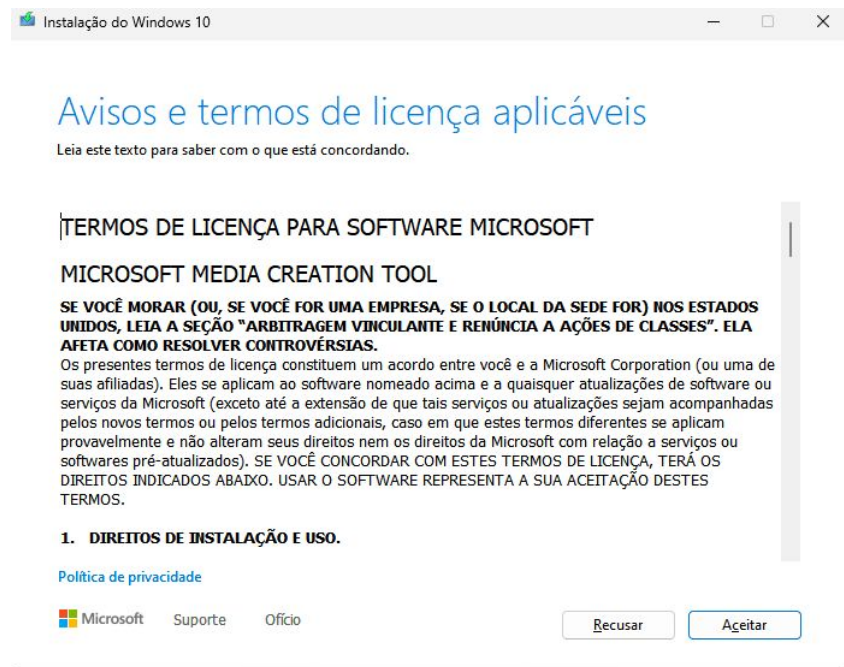 Instalação do Windows 10
Avisos e termos de licença aplicáveis
Leia este texto para saber com o que está concordando.
TERMOS DE LICENÇA PARA SOFTWARE MICROSOFT
MICROSOFT MEDIA CREATION TOOL
SE VOCÊ MORAR (OU, SE VOCÊ FOR UMA EMPRESA, SE O LOCAL DA SEDE FOR) NOS ESTADOS
UNIDOS, LEIA A SEÇÃO “ARBITRAGEM VINCULANTE E RENÚNCIA A AÇÕES DE CLASSES”. ELA
AFETA COMO RESOLVER CONTROVÉRSIAS.
Os presentes termos de licença constituem um acordo entre você e a Microsoft Corporation (ou uma de
suas afiliadas). Eles se aplicam ao software nomeado acima e a quaisquer atualizações de software ou
serviços da Microsoft (exceto até a extensão de que tais serviços ou atualizações sejam acompanhadas
pelos novos termos ou pelos termos adicionais, caso em que estes termos diferentes se aplicam
provavelmente e não alteram seus direitos nem os direitos da Microsoft com relação a serviços ou
softwares pré-atualizados). SE VOCÊ CONCORDAR COM ESTES TERMOS DE LICENÇA, TERÁ OS
DIREITOS INDICADOS ABAIXO. USAR O SOFTWARE REPRESENTA A SUA ACEITAÇÃO DESTES
TERMOS.
1. DIREITOS DE INSTALAÇÃO E USO.
Política de privacidade
Microsoft Suporte Ofício Recusar Aceitar